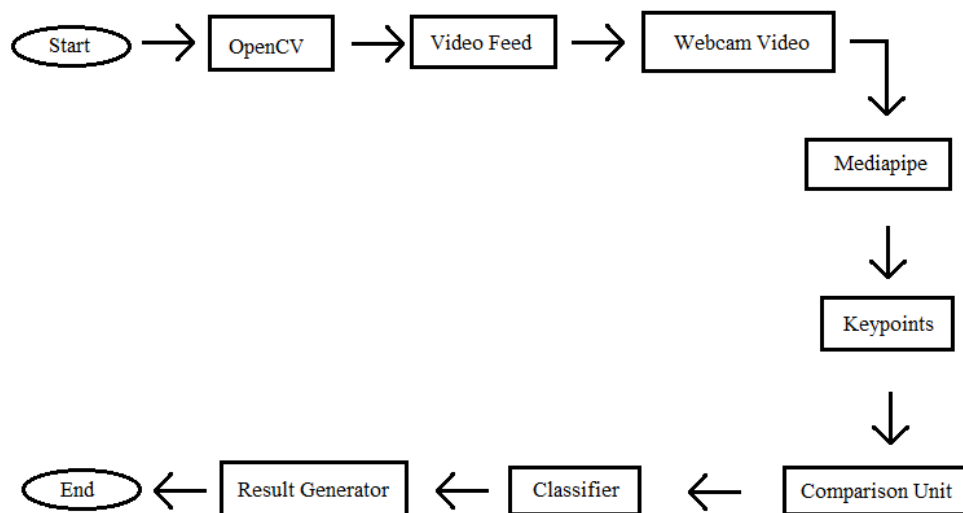 Start
OpenCV
Video Feed
Webcam Video
Mediapipe
Keypoints
Comparison Unit
Classifier
Result Generator
End